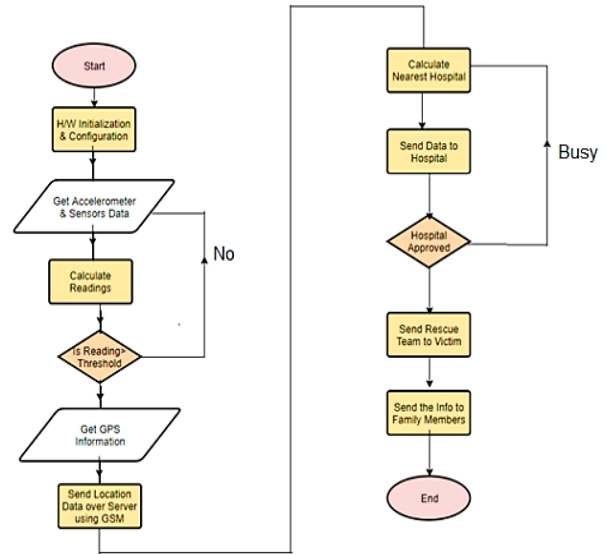 Start
H/W Initialization
& Configuration
Get Accelerometer
& Sensors Data
No
Calculate
Readings
Is Reading>
Threshold
Get GPS
Information
Send Location
Data over Server
using GSM
Calculate
Nearest Hospital
Send Data to
Hospital
Busy
Hospital
Approved
Send Rescue
Team to Victim
Send the Info to
Family Members
End